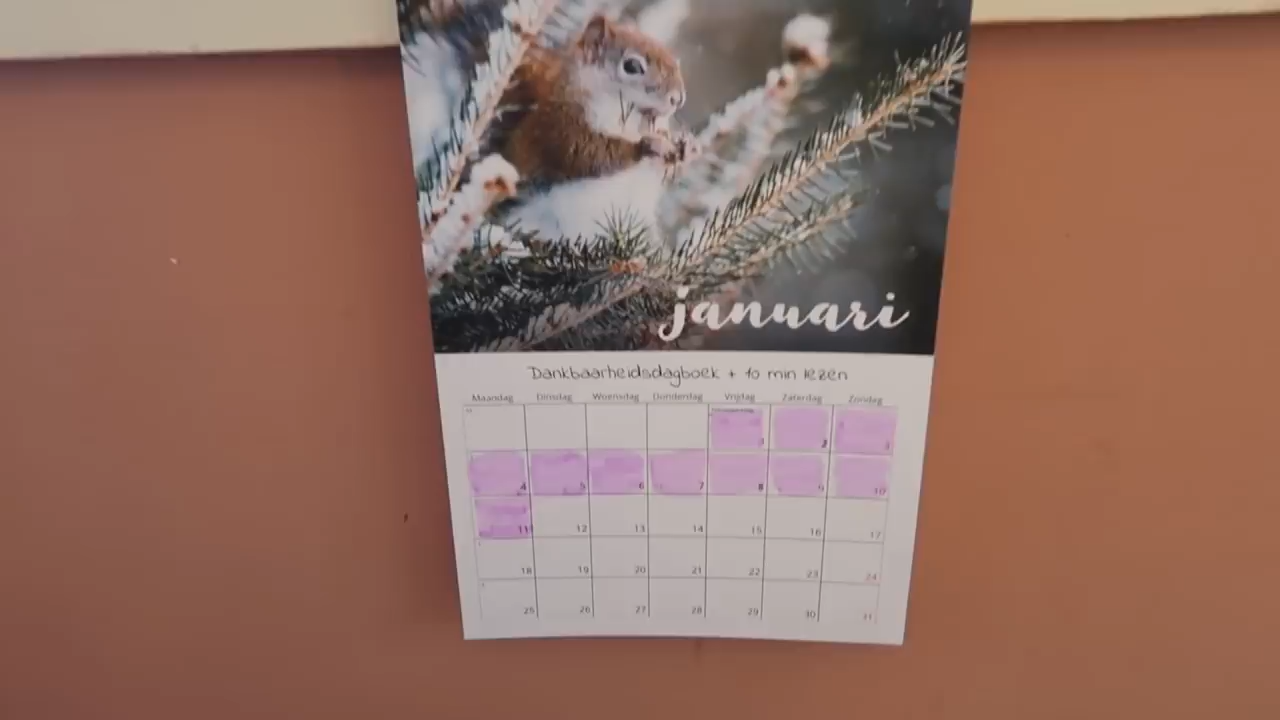 januari
Dankbaarheidsdagboek + 10 min lezen
Maandag Dinsdag Woensdag Donderdag Vrijdag Zaterdag Zondag
1 2 3
4 5 6 7 8 9 10
11 12 13 14 15 16 17
18 19 20 21 22 23 24
25 26 27 28 29 30 31